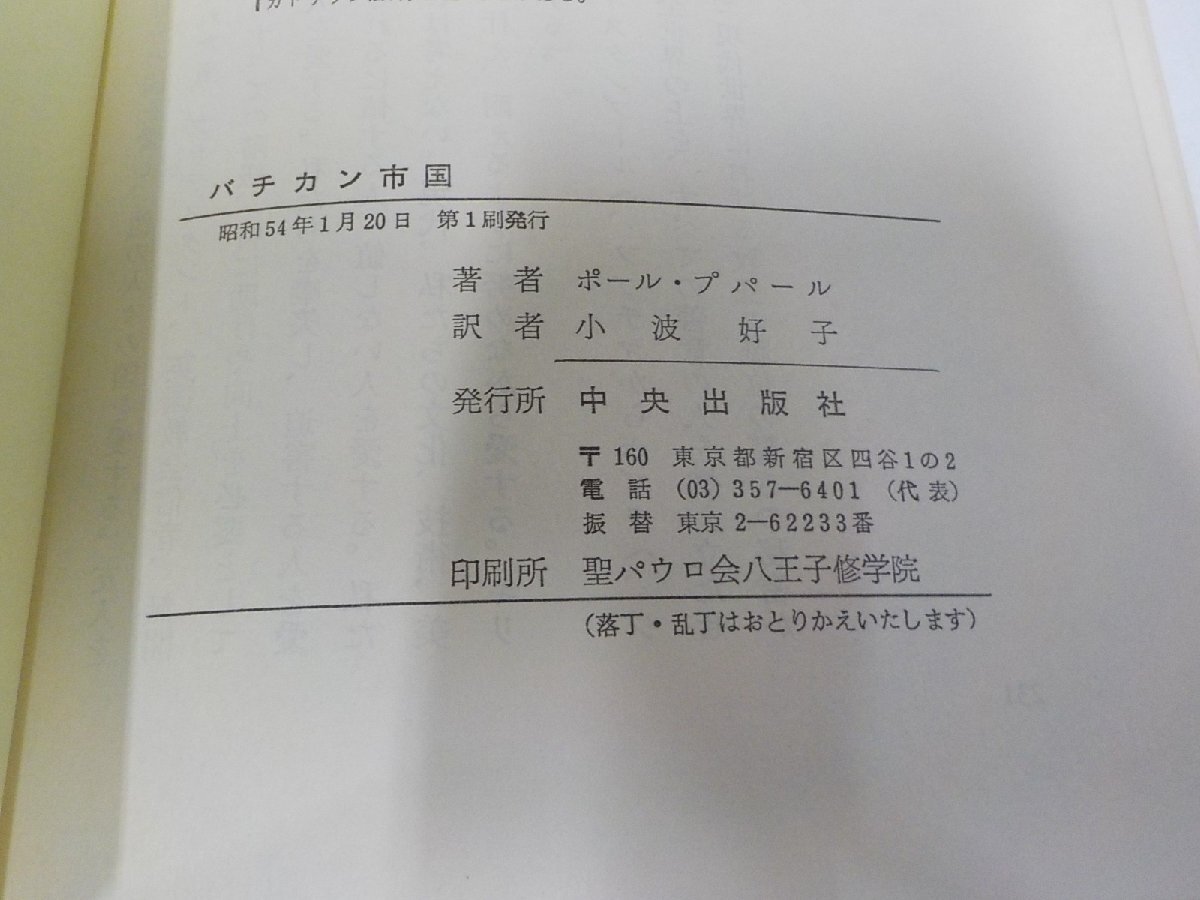 バチカン市国
昭和54年1月20日 第1刷発行
著者 ポール・プパール
訳者 小波好子
発行所 中央出版社
〒160 東京都新宿区四谷1の2
電話 (03) 357-6401 (代表)
振替 東京2-62233番
印刷所 聖パウロ会八王子修学院
(落丁・乱丁はおとりかえいたします)